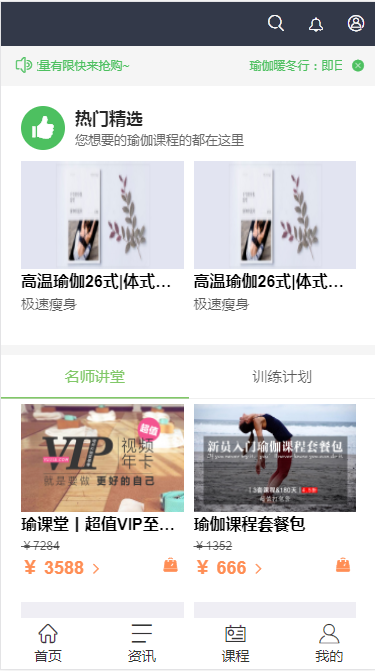 量有限快来抢购~ 瑜伽暖冬行：即日
热门精选
您想要的瑜伽课程的都在这里
高温瑜伽26式|体式… 高温瑜伽26式|体式…
极速瘦身 极速瘦身
名师讲堂 训练计划
超值
VIP 视频年卡
我就是要做 更好的自己
新员入门瑜伽课程套餐包
瑜课堂丨超值VIP至… 瑜伽课程套餐包
￥7284 ￥1352
￥ 3588 ￥ 666
首页 资讯 课程 我的